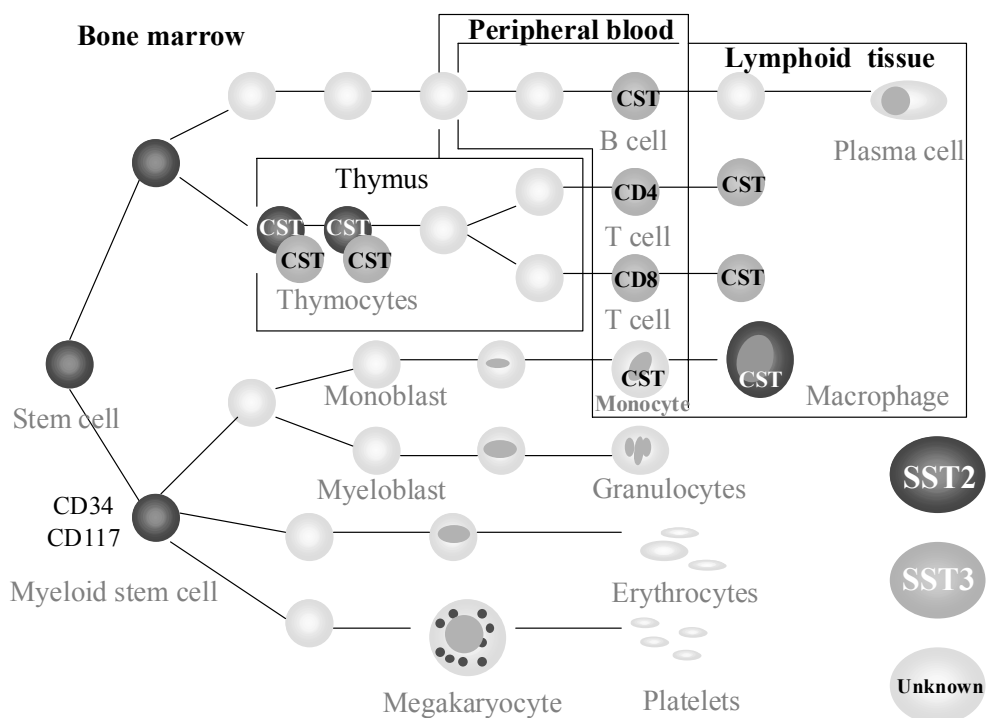 Bone marrow
Peripheral blood
Lymphoid tissue
CST
B cell
Plasma cell
Thymus
CST
CST
CST
CST
Thymocytes
CD4
T cell
CST
CD8
T cell
CST
Stem cell
Monoblast
CST
Monocyte
CST
Macrophage
Myeloblast
Granulocytes
SST2
CD34
CD117
Myeloid stem cell
Erythrocytes
SST3
Megakaryocyte
Platelets
Unknown